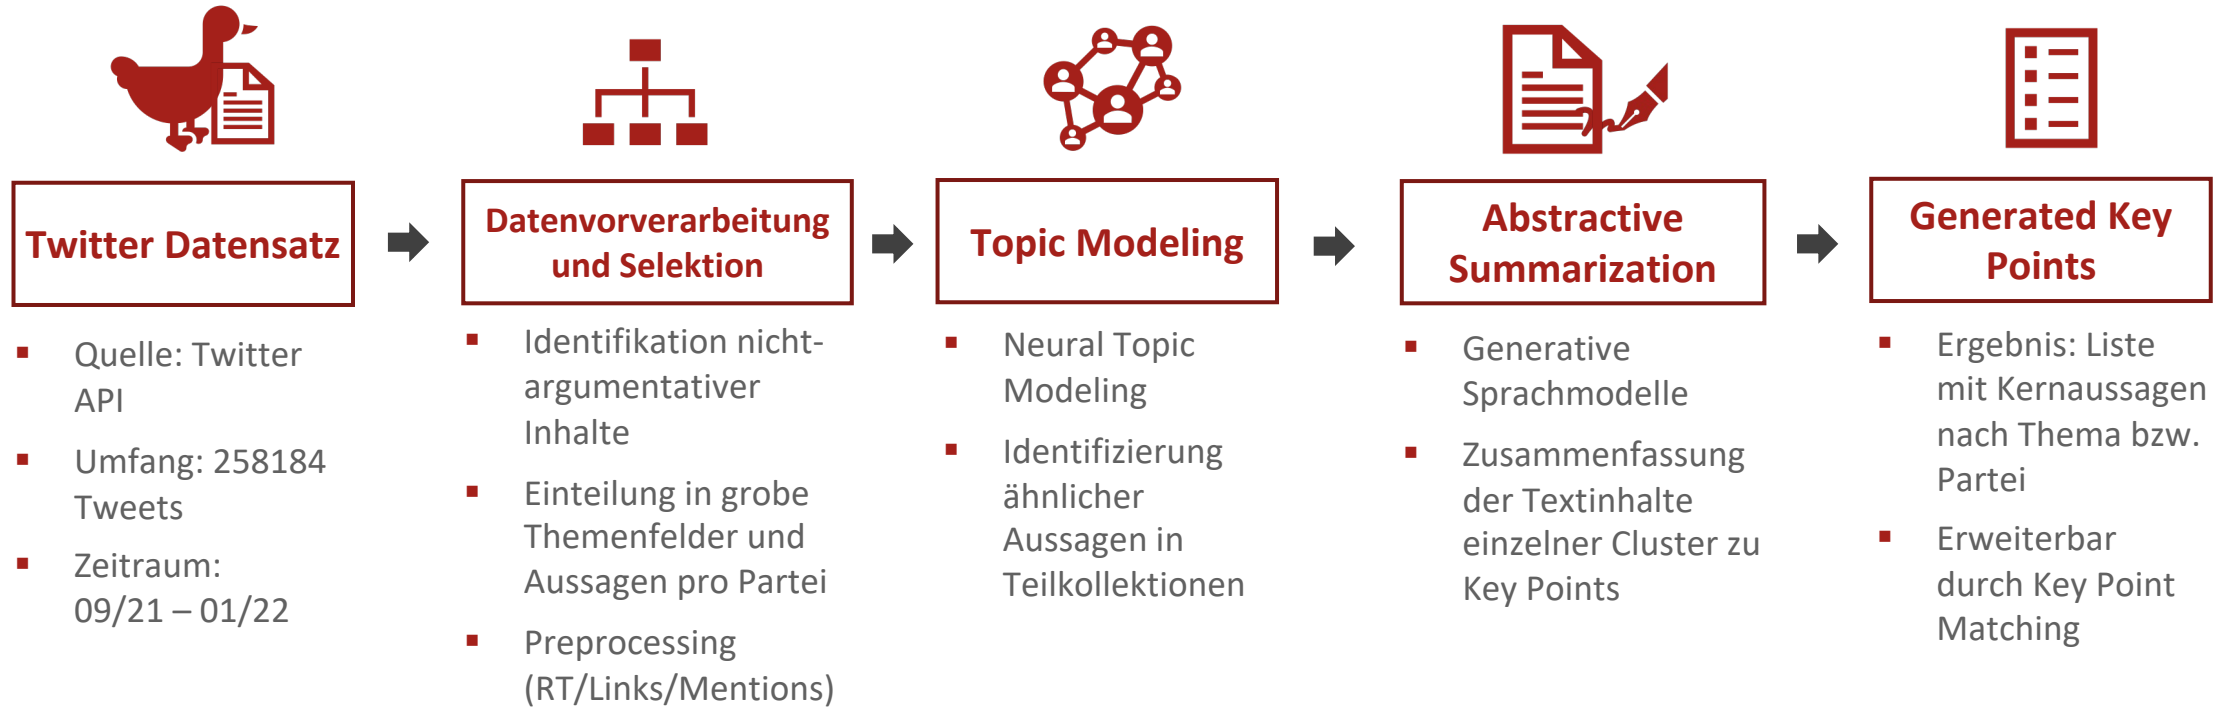 Twitter Datensatz
▪ Quelle: Twitter
API
▪ Umfang: 258184
Tweets
▪ Zeitraum:
09/21 – 01/22
Datenvorverarbeitung
und Selektion
▪ Identifikation nicht-
argumentativer
Inhalte
▪ Einteilung in grobe
Themenfelder und
Aussagen pro Partei
▪ Preprocessing
(RT/Links/Mentions)
Topic Modeling
▪ Neural Topic
Modeling
▪ Identifizierung
ähnlicher
Aussagen in
Teilkollektionen
Abstractive
Summarization
▪ Generative
Sprachmodelle
▪ Zusammenfassung
der Textinhalte
einzelner Cluster zu
Key Points
Generated Key
Points
▪ Ergebnis: Liste
mit Kernaussagen
nach Thema bzw.
Partei
▪ Erweiterbar
durch Key Point
Matching